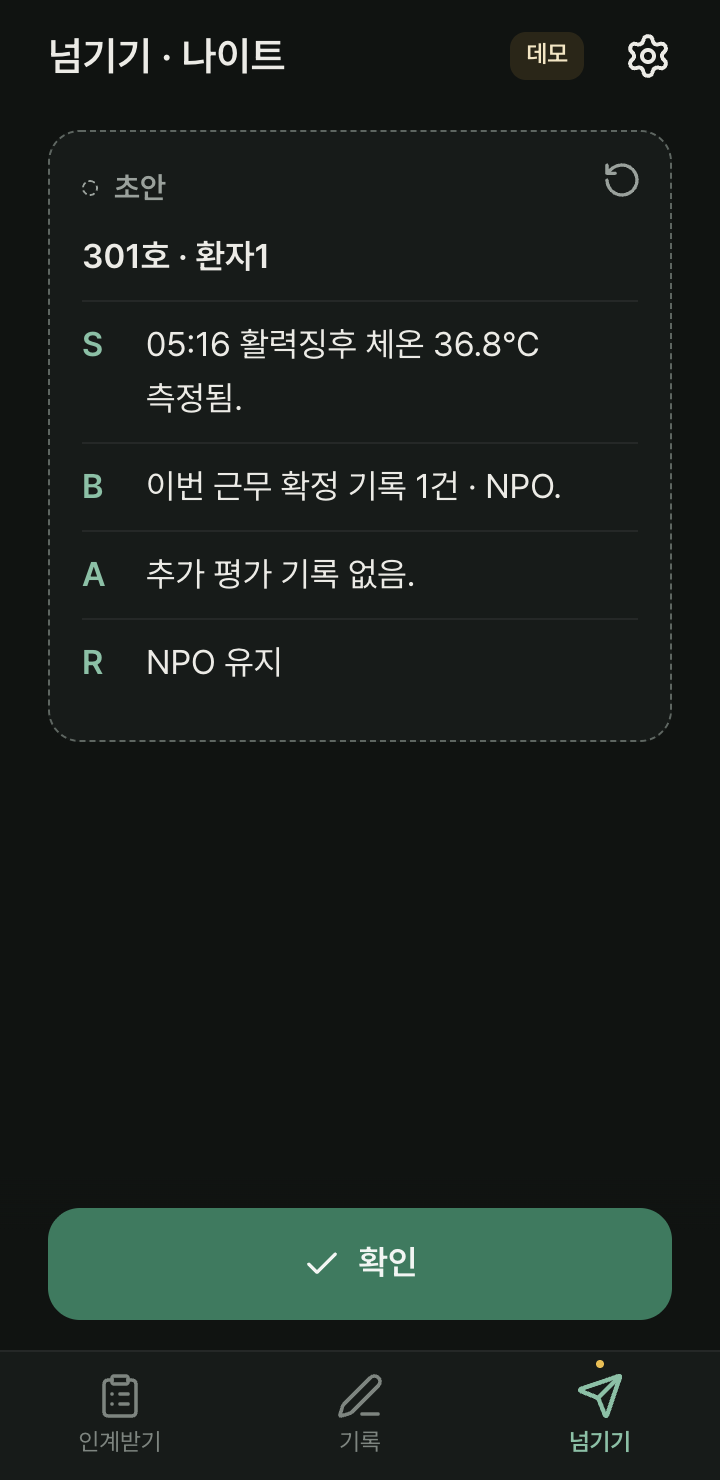 넘기기 · 나이트
데모
초안
301호 · 환자1
S 05:16 활력징후 체온 36.8°C
측정됨.
B 이번 근무 확정 기록 1건 · NPO.
A 추가 평가 기록 없음.
R NPO 유지
확인
인계받기 기록 넘기기